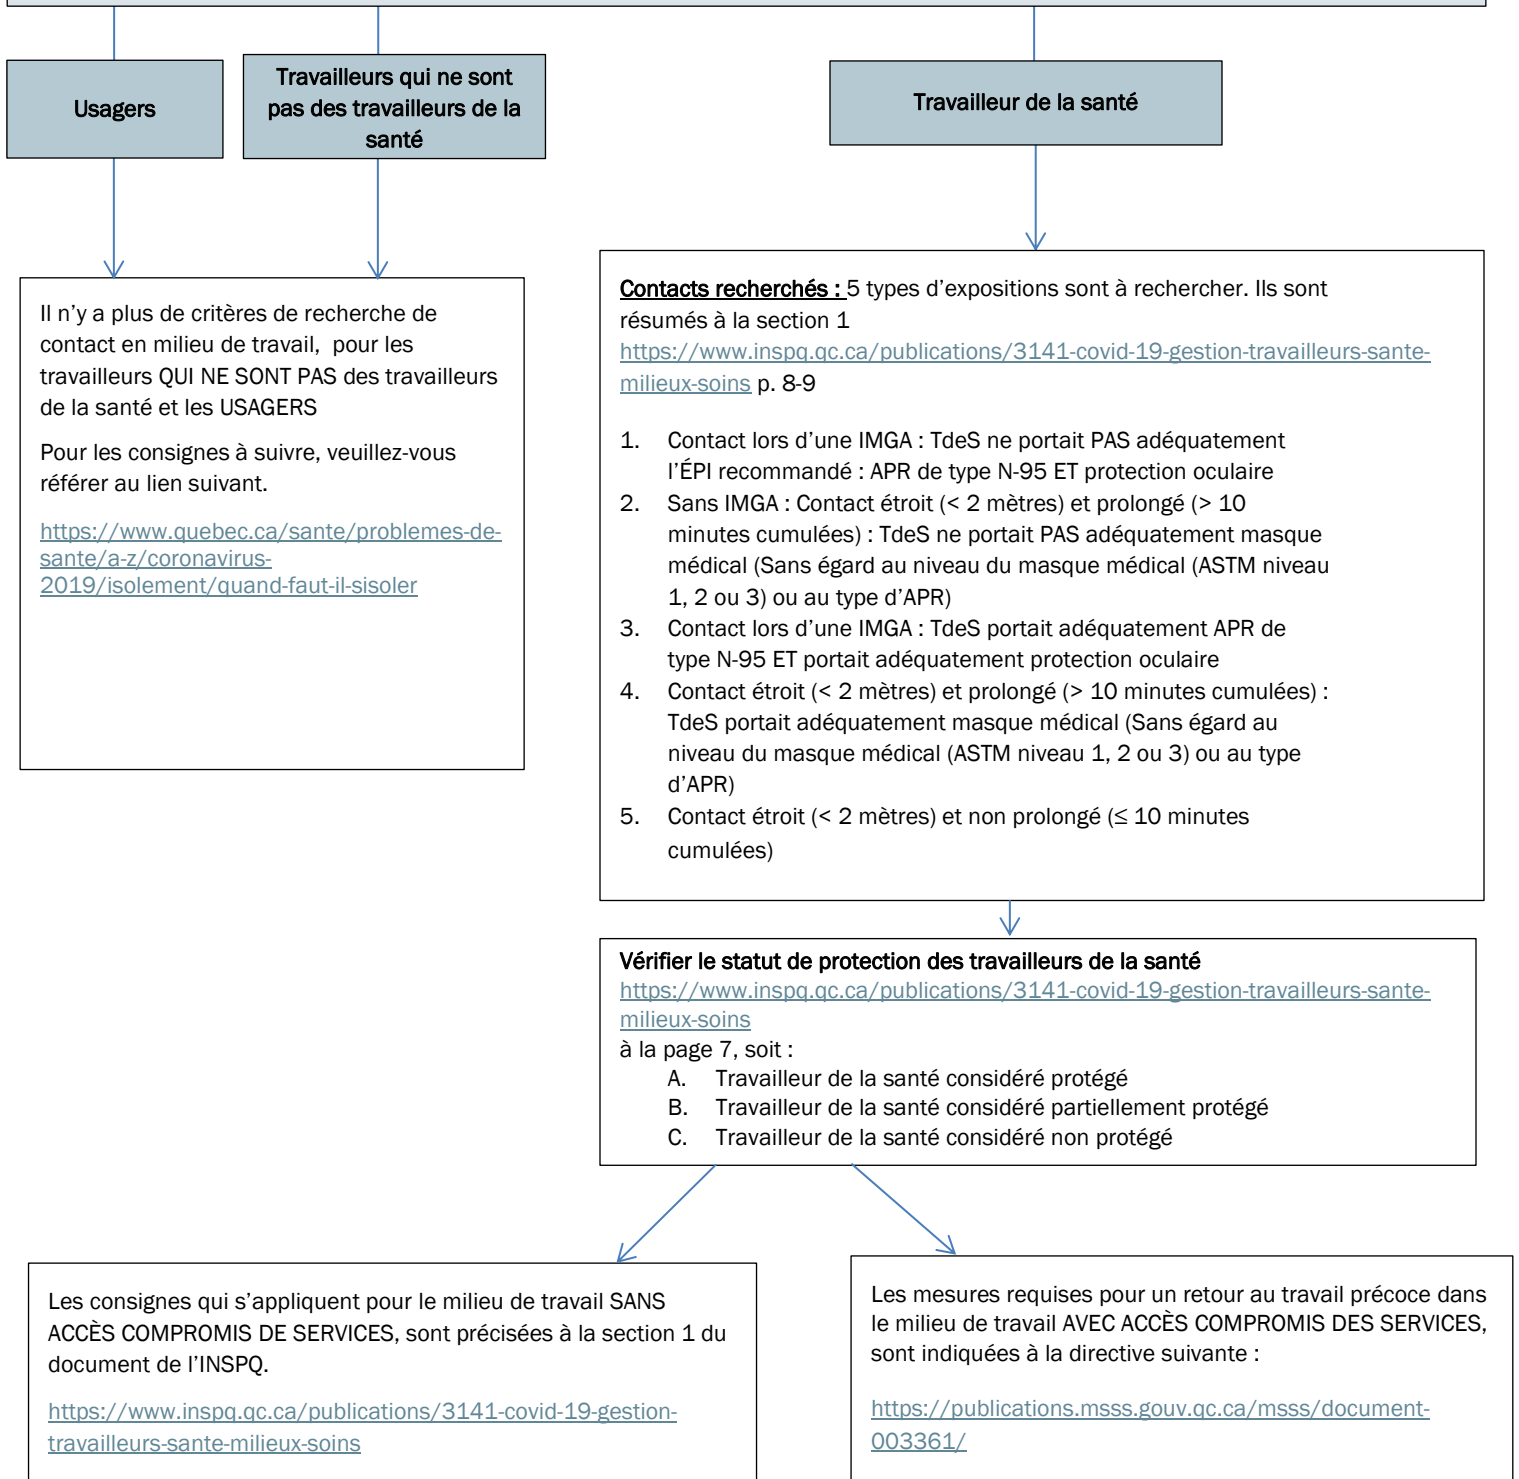 Usagers
Travailleurs qui ne sont
pas des travailleurs de la
santé
Travailleur de la santé
Il n’y a plus de critères de recherche de
contact en milieu de travail, pour les
travailleurs QUI NE SONT PAS des travailleurs
de la santé et les USAGERS
Pour les consignes à suivre, veuillez-vous
référer au lien suivant.
https://www.quebec.ca/sante/problemes-de-
sante/a-z/coronavirus-
2019/isolement/quand-faut-il-sisoler
Contacts recherchés : 5 types d’expositions sont à rechercher. Ils sont
résumés à la section 1
https://www.inspq.qc.ca/publications/3141-covid-19-gestion-travailleurs-sante-
milieux-soins p. 8-9
1. Contact lors d’une IMGA : TdeS ne portait PAS adéquatement
l’ÉPI recommandé : APR de type N-95 ET protection oculaire
2. Sans IMGA : Contact étroit (< 2 mètres) et prolongé (> 10
minutes cumulées) : TdeS ne portait PAS adéquatement masque
médical (Sans égard au niveau du masque médical (ASTM niveau
1, 2 ou 3) ou au type d’APR)
3. Contact lors d’une IMGA : TdeS portait adéquatement APR de
type N-95 ET portait adéquatement protection oculaire
4. Contact étroit (< 2 mètres) et prolongé (> 10 minutes cumulées) :
TdeS portait adéquatement masque médical (Sans égard au
niveau du masque médical (ASTM niveau 1, 2 ou 3) ou au type
d’APR)
5. Contact étroit (< 2 mètres) et non prolongé (≤ 10 minutes
cumulées)
Vérifier le statut de protection des travailleurs de la santé
https://www.inspq.qc.ca/publications/3141-covid-19-gestion-travailleurs-sante-
milieux-soins
à la page 7, soit :
A. Travailleur de la santé considéré protégé
B. Travailleur de la santé considéré partiellement protégé
C. Travailleur de la santé considéré non protégé
Les consignes qui s’appliquent pour le milieu de travail SANS
ACCÈS COMPROMIS DE SERVICES, sont précisées à la section 1 du
document de l’INSPQ.
https://www.inspq.qc.ca/publications/3141-covid-19-gestion-
travailleurs-sante-milieux-soins
Les mesures requises pour un retour au travail précoce dans
le milieu de travail AVEC ACCÈS COMPROMIS DES SERVICES,
sont indiquées à la directive suivante :
https://publications.msss.gouv.qc.ca/msss/document-
003361/